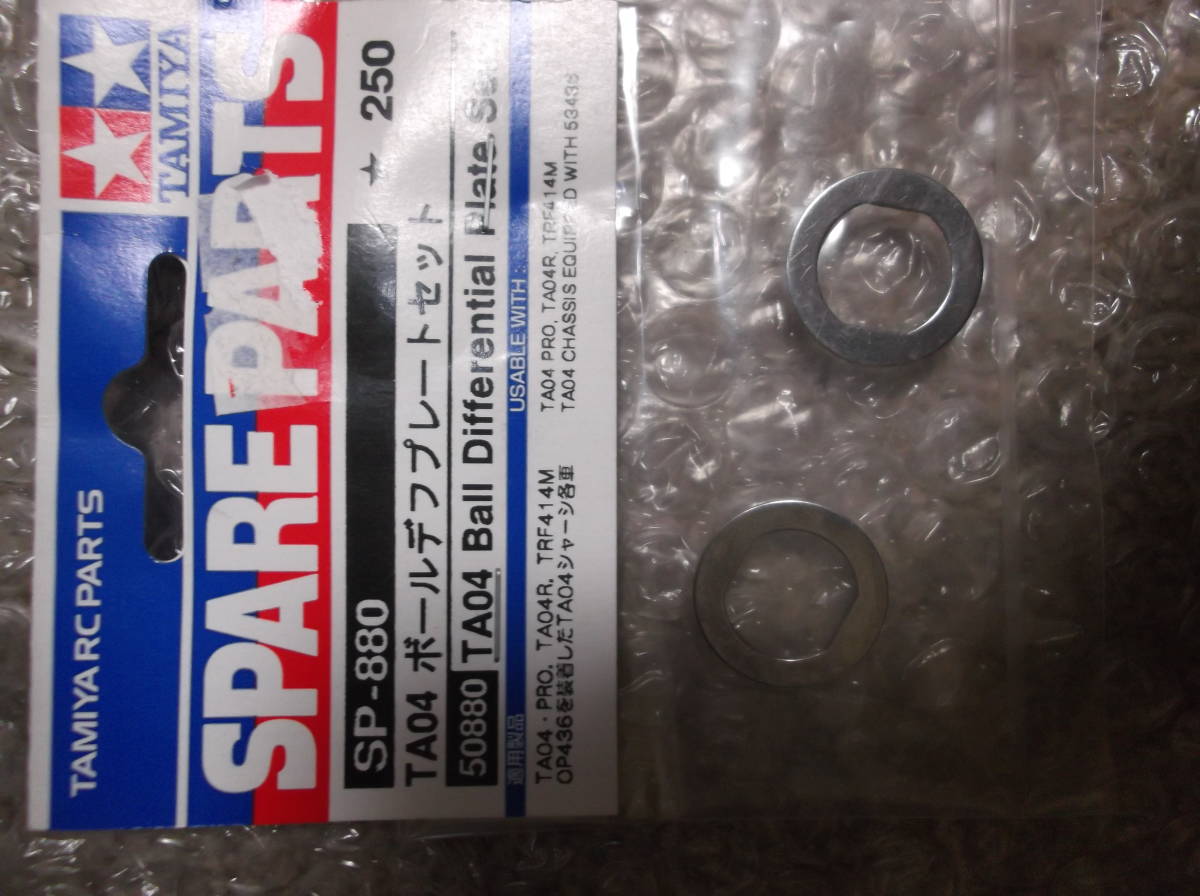 TAMIYA RC PARTS
TAMIYA
SPARE PARTS
SP-880 ★ 250
TA04 ボールデフプレートセット
50880 TA04 Ball Differential Plate Set
適用製品
USABLE WITH :
TA04・PRO, TA04R, TRF414M
OP436を装着したTA04シャーシ各車
TA04 PRO, TA04R, TRF414M
TA04 CHASSIS EQUIPPED WITH 53436